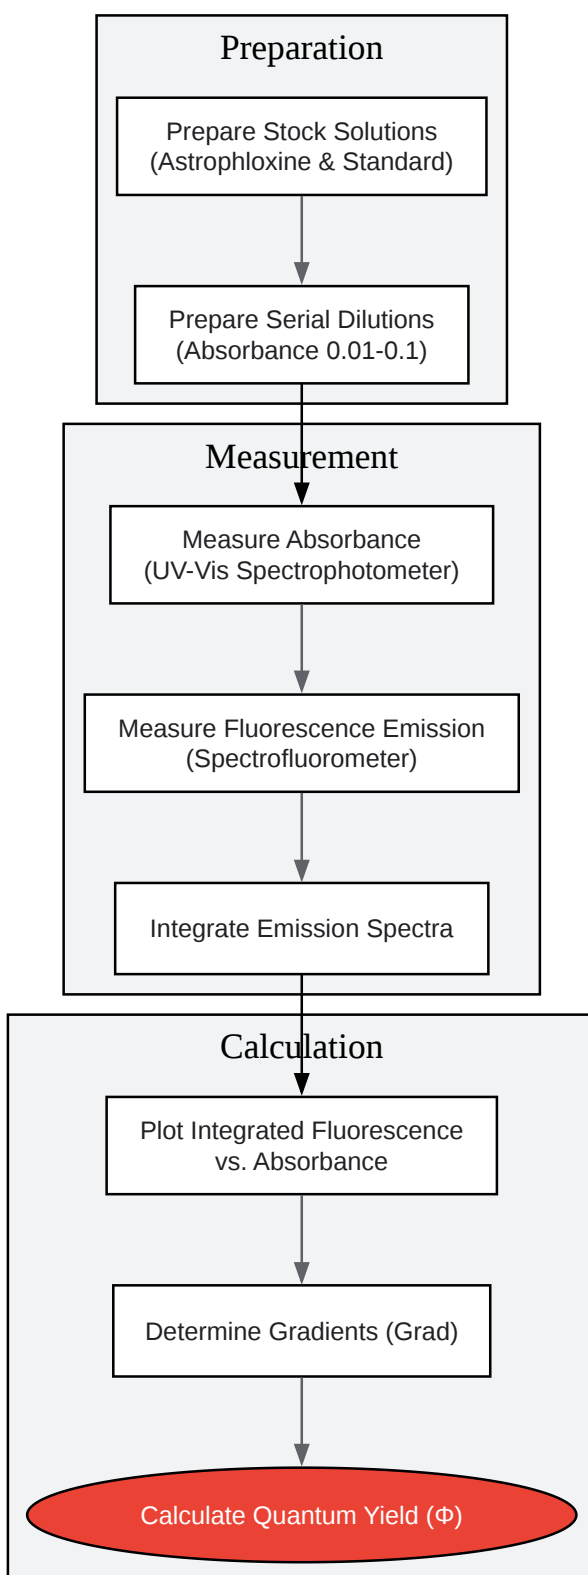 Preparation
Prepare Stock Solutions
(Astrophloxine & Standard)
Prepare Serial Dilutions
(Absorbance 0.01-0.1)
Measurement
Measure Absorbance
(UV-Vis Spectrophotometer)
Measure Fluorescence Emission
(Spectrofluorometer)
Integrate Emission Spectra
Calculation
Plot Integrated Fluorescence
vs. Absorbance
Determine Gradients (Grad)
Calculate Quantum Yield (Φ)